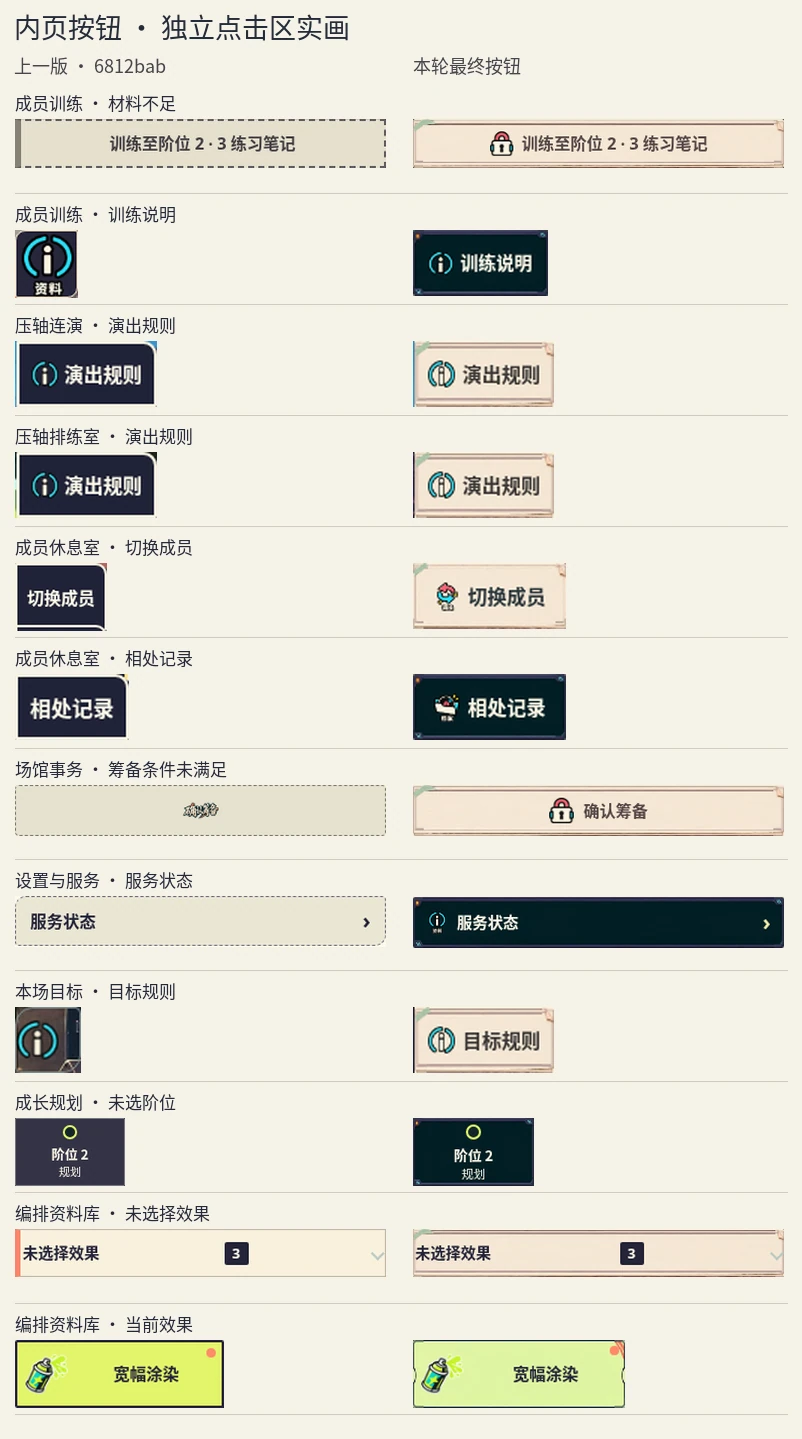 内页按钮 · 独立点击区实画
上一版 · 6812bab
本轮最终按钮
成员训练 · 材料不足
训练至阶位 2 · 3 练习笔记
训练至阶位 2 · 3 练习笔记
成员训练 · 训练说明
资料
训练说明
压轴连演 · 演出规则
演出规则
演出规则
压轴排练室 · 演出规则
演出规则
演出规则
成员休息室 · 切换成员
切换成员
切换成员
成员休息室 · 相处记录
相处记录
相处记录
场馆事务 · 筹备条件未满足
确认筹备
设置与服务 · 服务状态
服务状态 ›
服务状态 ›
本场目标 · 目标规则
目标规则
成长规划 · 未选阶位
阶位 2
规划
阶位 2
规划
编排资料库 · 未选择效果
未选择效果 3
未选择效果 3
编排资料库 · 当前效果
宽幅涂染
宽幅涂染